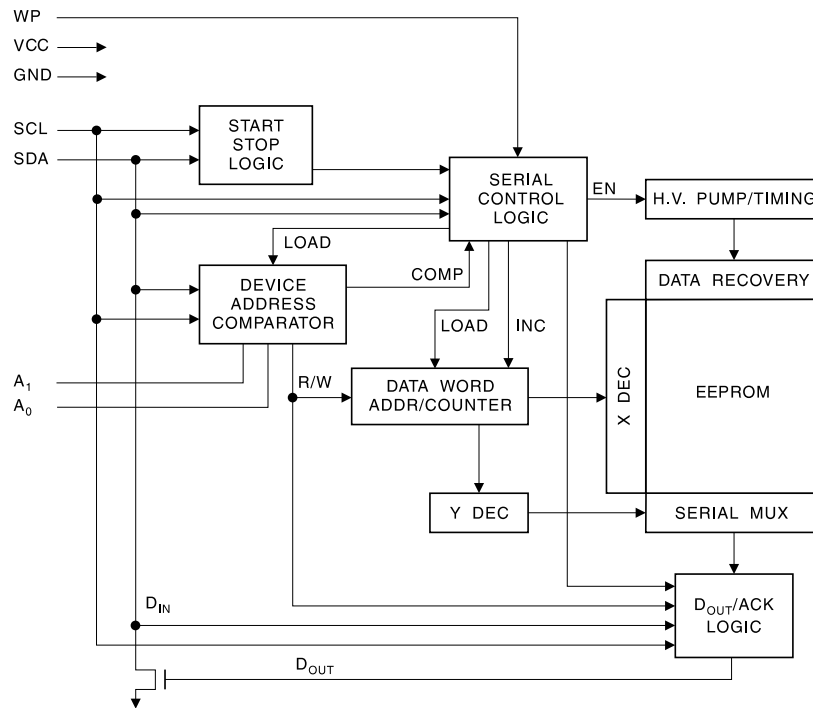 WP
VCC
GND
SCL
SDA
START
STOP
LOGIC
SERIAL
CONTROL
LOGIC
EN
H.V. PUMP/TIMING
LOAD
COMP
DEVICE
ADDRESS
COMPARATOR
LOAD
INC
DATA RECOVERY
A1
A0
R/W
DATA WORD
ADDR/COUNTER
X DEC
EEPROM
Y DEC
SERIAL MUX
DIN
DOUT/ACK
LOGIC
DOUT